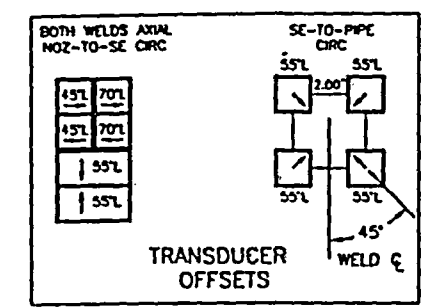 BOTH WELDS AXIAL
NOZ-TO-SE CIRC
45°L 70°L
45°L 70°L
55°L
55°L
SE-TO-PIPE
CIRC
55°L 55°L
2.00"
55°L 55°L
45°
WELD ℄
TRANSDUCER
OFFSETS